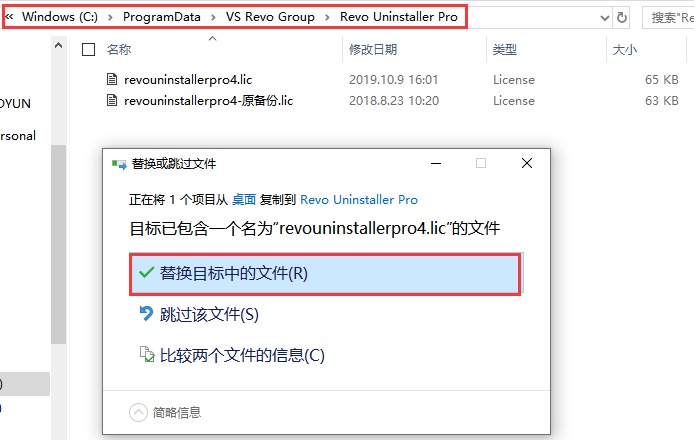 « Windows (C:) › ProgramData › VS Revo Group › Revo Uninstaller Pro
搜索"Re
名称 修改日期 类型 大小
revouninstallerpro4.lic 2019.10.9 16:01 License 65 KB
revouninstallerpro4-原备份.lic 2018.8.23 10:20 License 63 KB
OYUN
ersonal
替换或跳过文件
正在将 1 个项目从 桌面 复制到 Revo Uninstaller Pro
目标已包含一个名为“revouninstallerpro4.lic”的文件
替换目标中的文件(R)
跳过该文件(S)
比较两个文件的信息(C)
)
)
简略信息